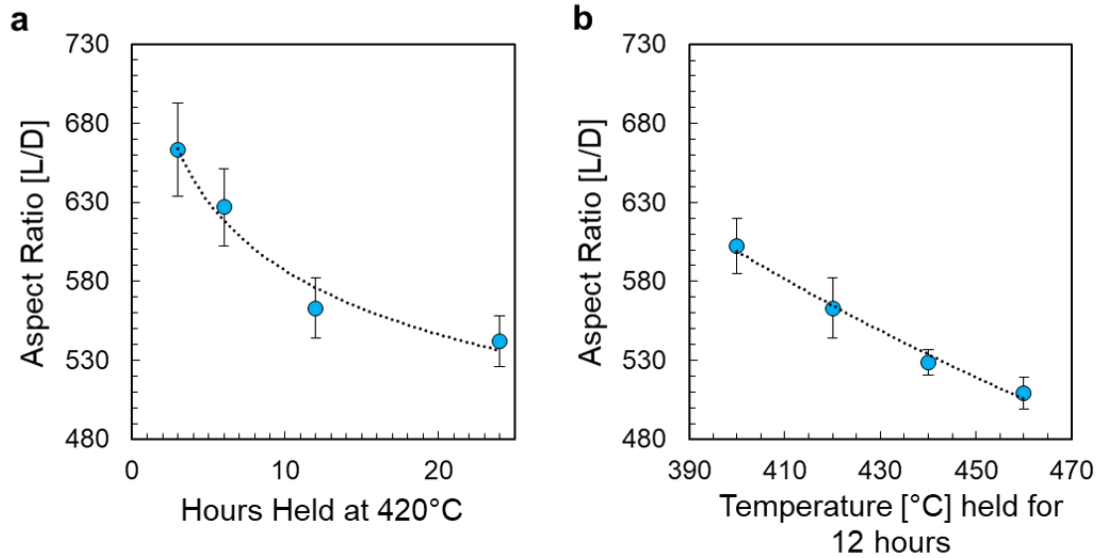 a
730
680
630
580
530
480
Aspect Ratio [L/D]
0
10
20
Hours Held at 420°C
b
730
680
630
580
530
480
Aspect Ratio [L/D]
390
410
430
450
470
Temperature [°C] held for
12 hours